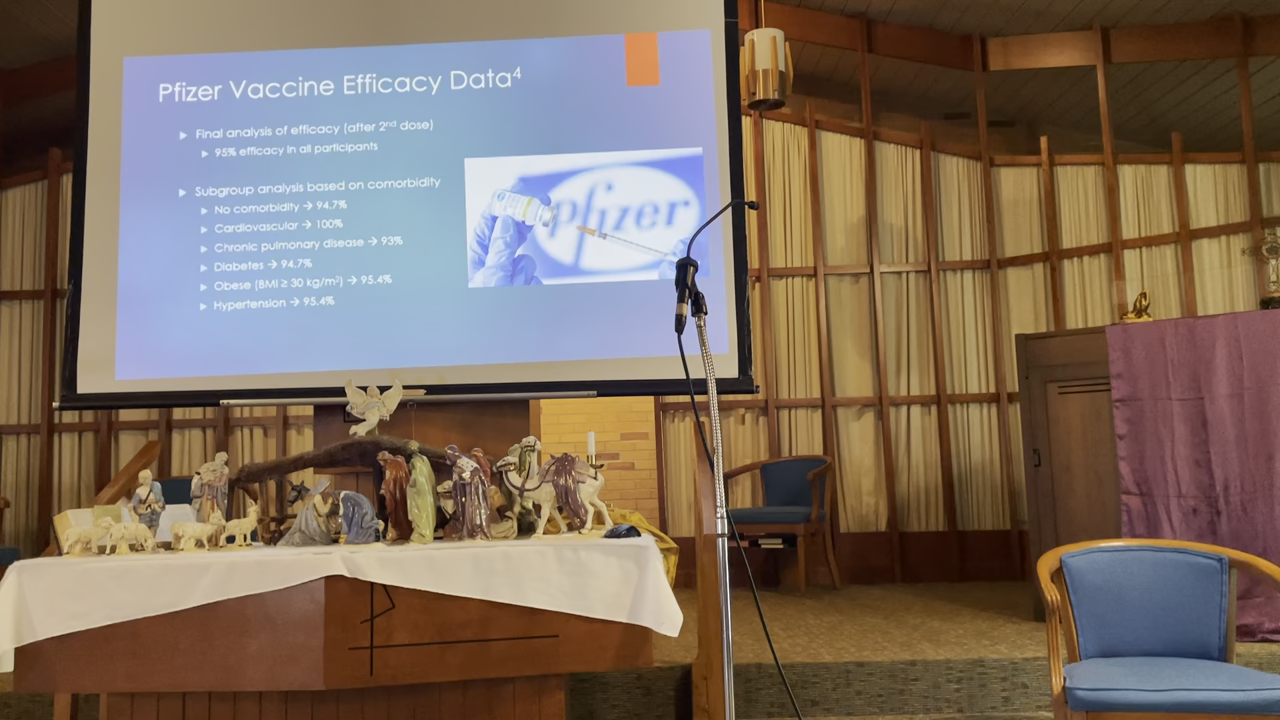 Pfizer Vaccine Efficacy Data⁴
▶ Final analysis of efficacy (after 2ⁿᵈ dose)
▶ 95% efficacy in all participants
▶ Subgroup analysis based on comorbidity
▶ No comorbidity → 94.7%
▶ Cardiovascular → 100%
▶ Chronic pulmonary disease → 93%
▶ Diabetes → 94.7%
▶ Obese (BMI ≥ 30 kg/m²) → 95.4%
▶ Hypertension → 95.4%
pfizer